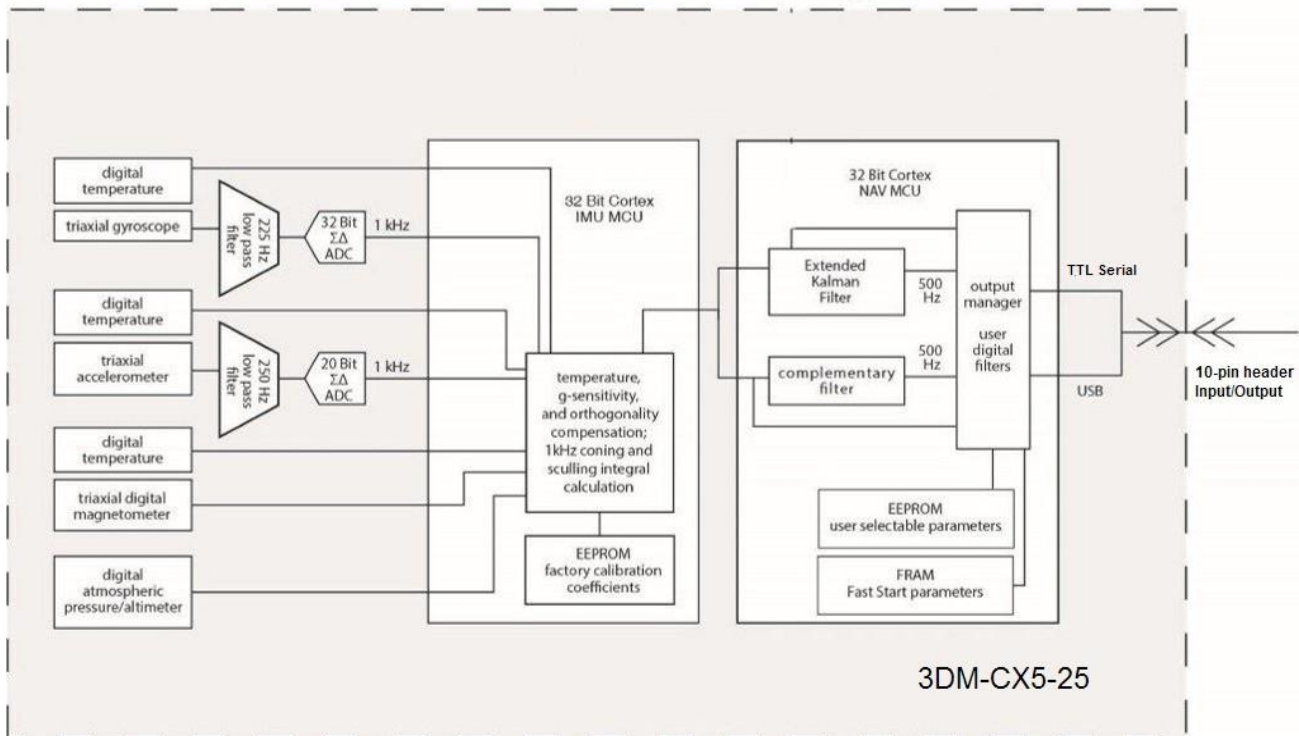 digital
temperature
triaxial gyroscope
225 Hz
low pass
filter
32 Bit
ΣΔ
ADC
1 kHz
digital
temperature
triaxial
accelerometer
250 Hz
low pass
filter
20 Bit
ΣΔ
ADC
1 kHz
digital
temperature
triaxial digital
magnetometer
digital
atmospheric
pressure/altimeter
32 Bit Cortex
IMU MCU
temperature,
g-sensitivity,
and orthogonality
compensation;
1kHz coning and
sculling integral
calculation
EEPROM
factory calibration
coefficients
32 Bit Cortex
NAV MCU
Extended
Kalman
Filter
500
Hz
complementary
filter
500
Hz
output
manager
user
digital
filters
EEPROM
user selectable parameters
FRAM
Fast Start parameters
TTL Serial
USB
10-pin header
Input/Output
3DM-CX5-25